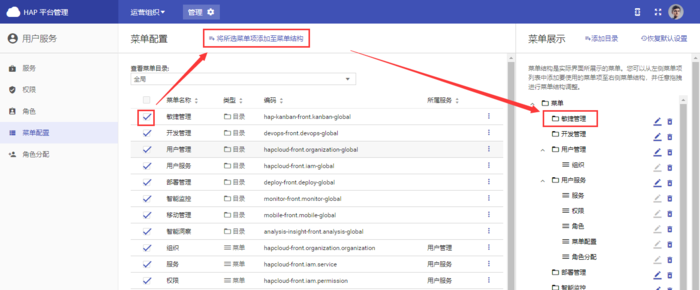 HAP 平台管理
运营组织
管理
用户服务
服务
权限
角色
菜单配置
角色分配
菜单配置
将所选菜单项添加至菜单结构
查看菜单目录:
全局
菜单名称 类型 编码 所属服务
敏捷管理 目录 hap-kanban-front.kanban-global
开发管理 目录 devops-front.devops-global
用户管理 目录 hapcloud-front.organization-global
用户服务 目录 hapcloud-front.iam-global
部署管理 目录 deploy-front.deploy-global
智能监控 目录 monitor-front.monitor-global
移动管理 目录 mobile-front.mobile-global
智能洞察 目录 analysis-insight-front.analysis-global
组织 菜单 hapcloud-front.organization.organization 用户管理
服务 菜单 hapcloud-front.iam.service 用户服务
权限 菜单 hapcloud-front.iam.permission 用户服务
菜单展示
添加目录
恢复默认设置
菜单结构是实际界面所展示的菜单。您可以从左侧菜单项
列表中添加要使用的菜单项至右侧菜单结构，并任意拖拽
进行菜单结构调整。
菜单
敏捷管理
开发管理
用户管理
组织
用户服务
服务
权限
角色
菜单配置
角色分配
部署管理
智能监控